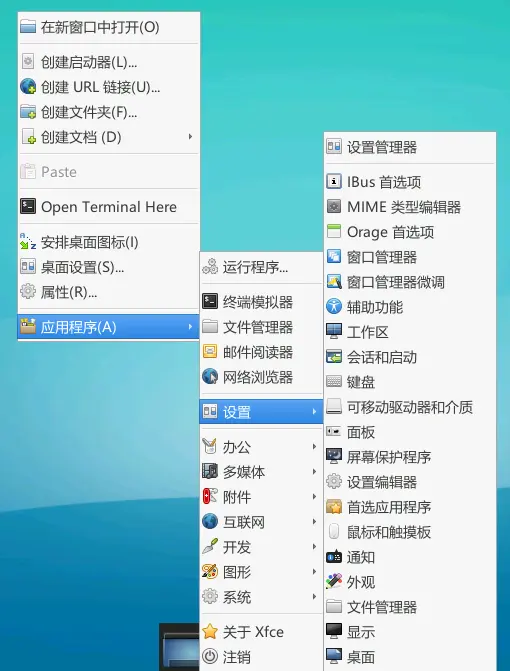 在新窗口中打开(O)
创建启动器(L)...
创建 URL 链接(U)...
创建文件夹(F)...
创建文档 (D)
Paste
Open Terminal Here
安排桌面图标(I)
桌面设置(S)...
属性(R)...
应用程序(A)
运行程序...
终端模拟器
文件管理器
邮件阅读器
网络浏览器
设置
办公
多媒体
附件
互联网
开发
图形
系统
关于 Xfce
注销
设置管理器
IBus 首选项
MIME 类型编辑器
Orage 首选项
窗口管理器
窗口管理器微调
辅助功能
工作区
会话和启动
键盘
可移动驱动器和介质
面板
屏幕保护程序
设置编辑器
首选应用程序
鼠标和触摸板
通知
外观
文件管理器
显示
桌面